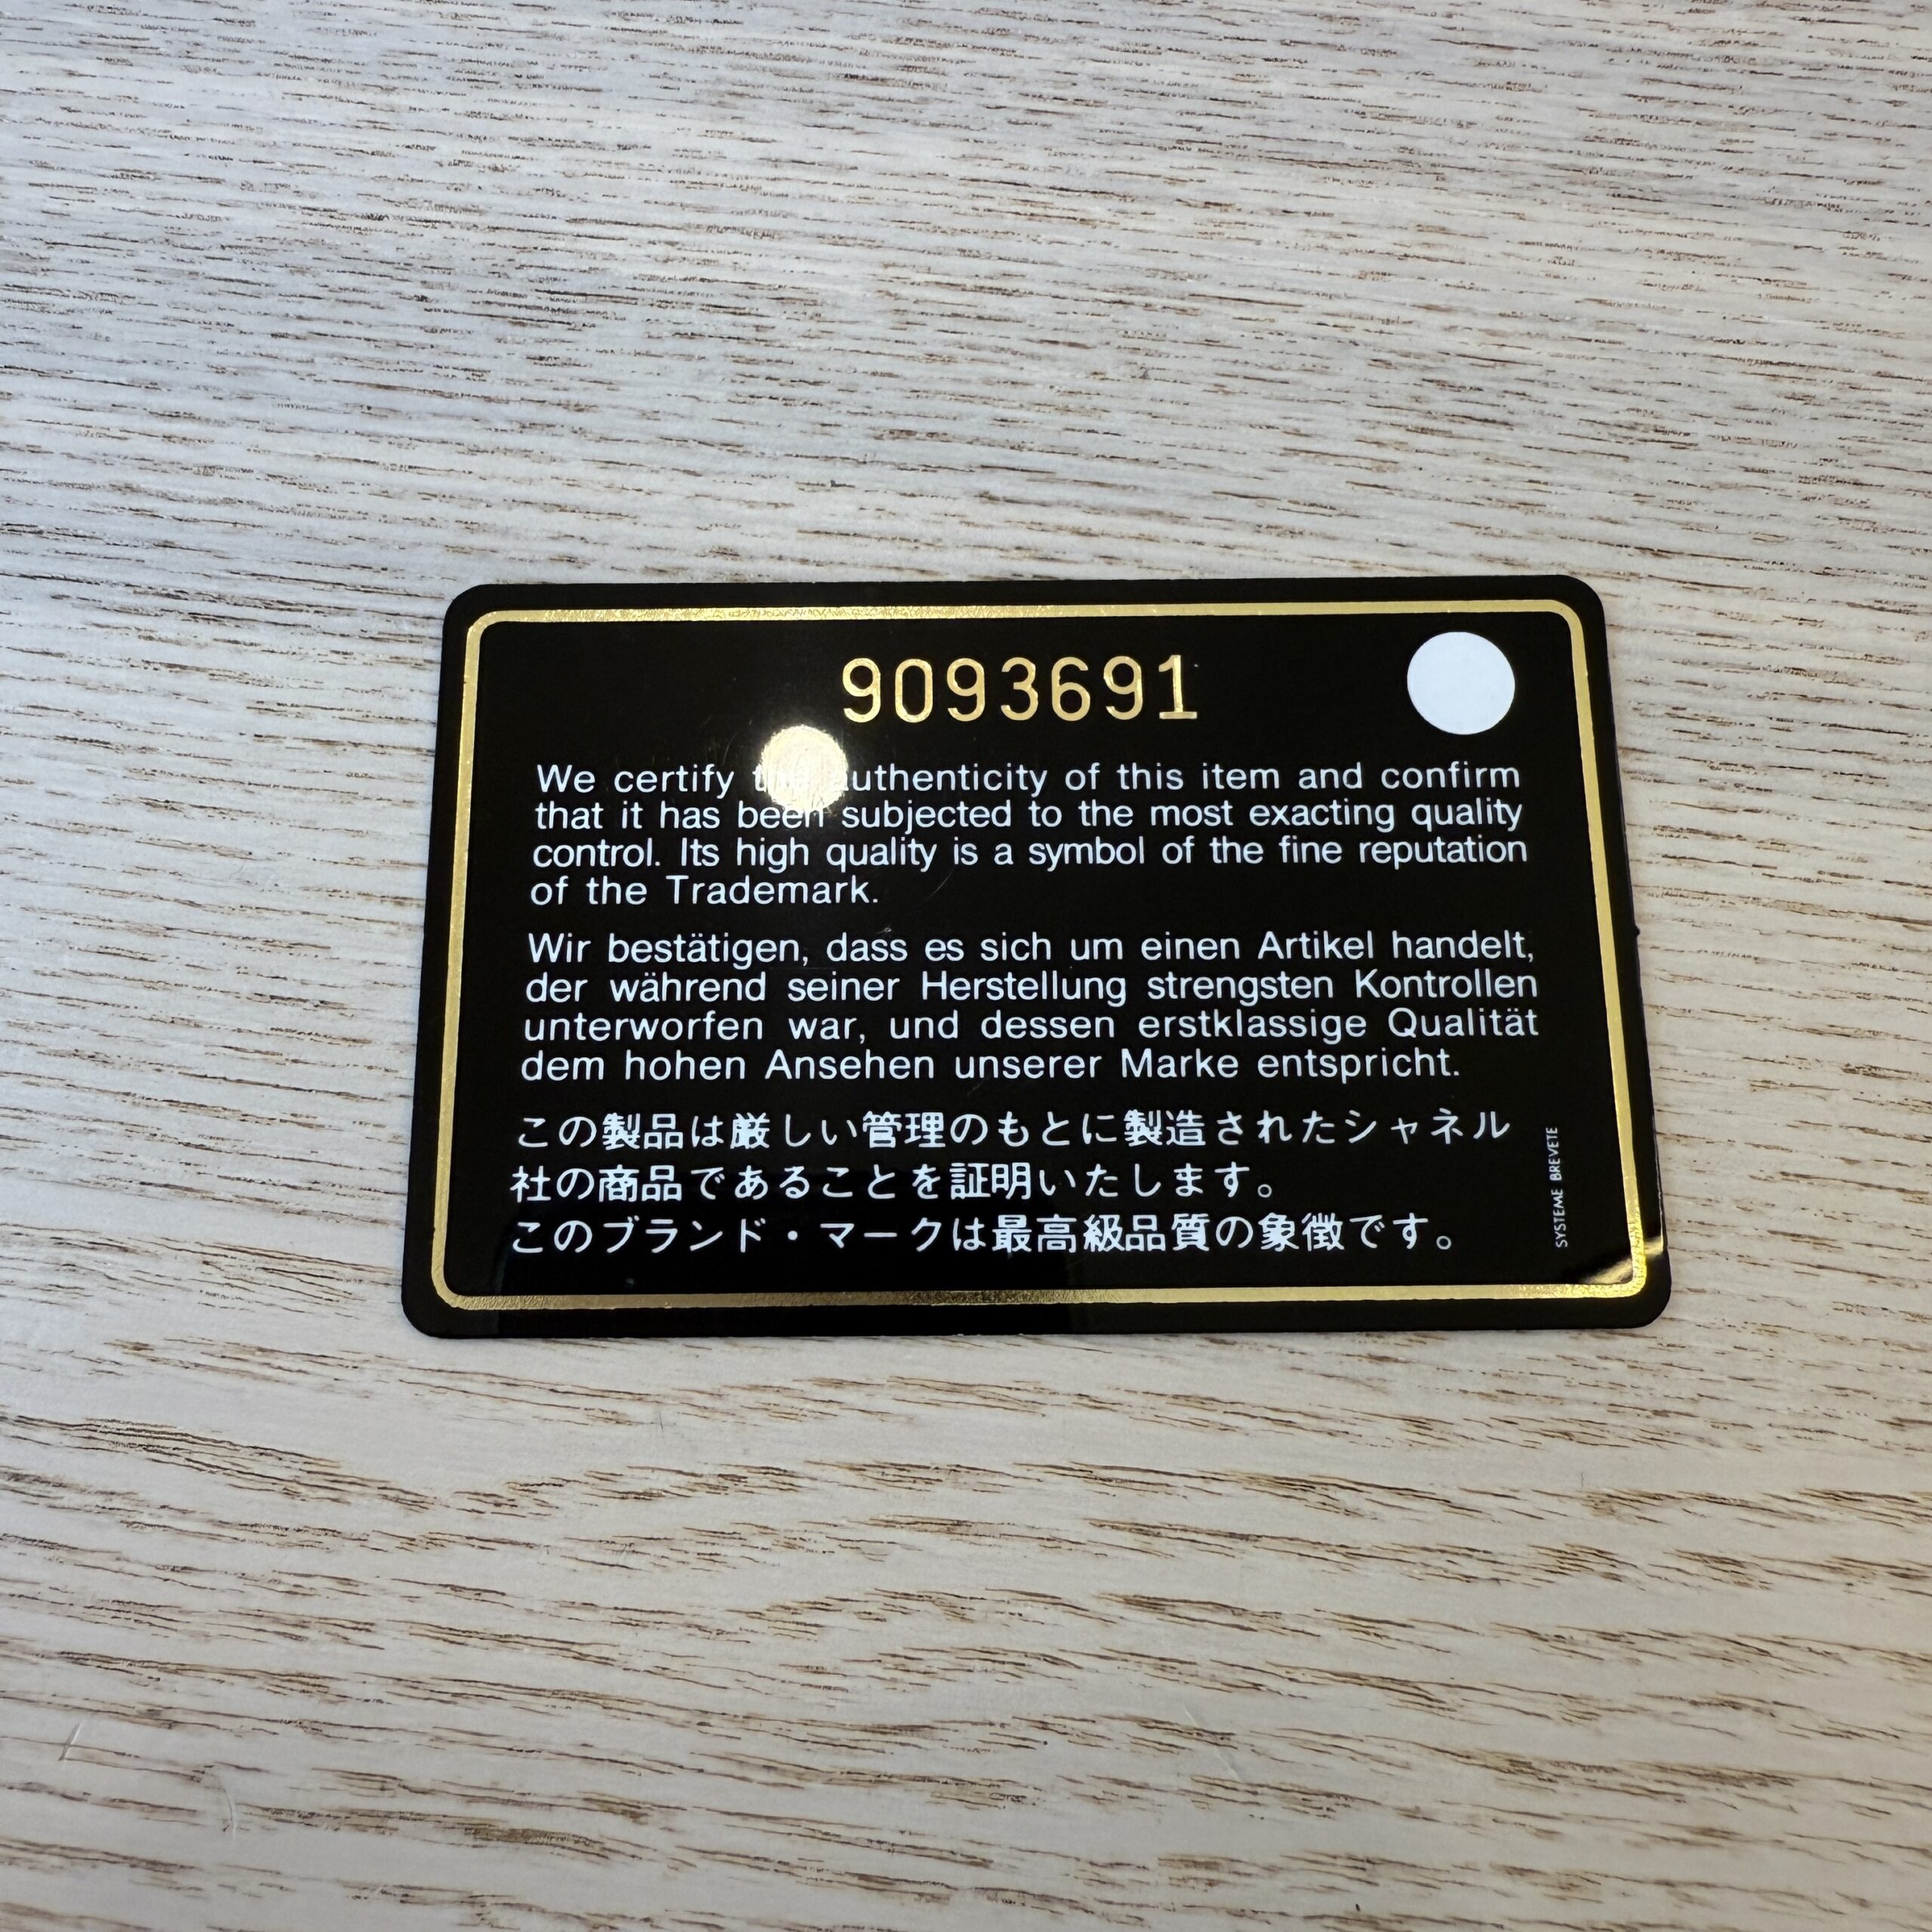 9093691
We certify the authenticity of this item and confirm
that it has been subjected to the most exacting quality
control. Its high quality is a symbol of the fine reputation
of the Trademark.
Wir bestätigen, dass es sich um einen Artikel handelt,
der während seiner Herstellung strengsten Kontrollen
unterworfen war, und dessen erstklassige Qualität
dem hohen Ansehen unserer Marke entspricht.
この製品は厳しい管理のもとに製造されたシャネル
社の商品であることを証明いたします。
このブランド・マークは最高級品質の象徴です。
SYSTEME BREVETE